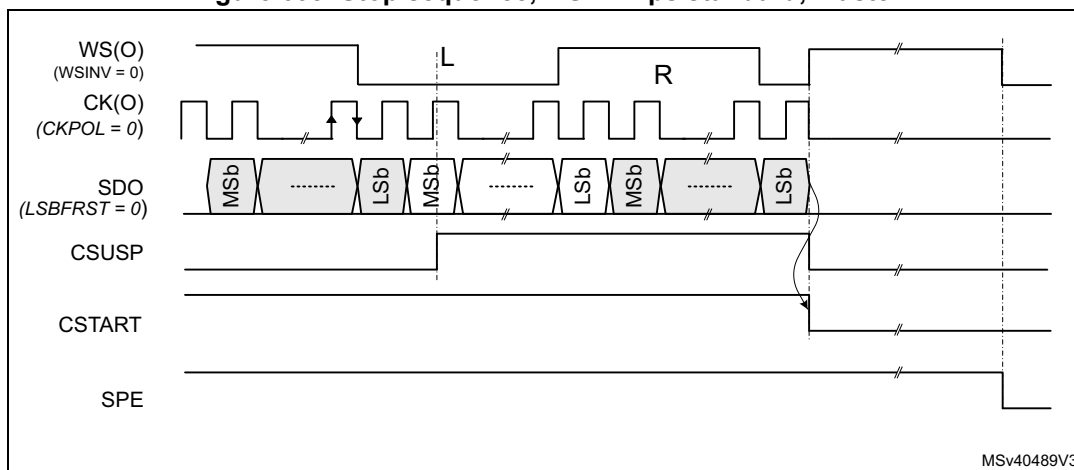 WS(O)
(WSINV = 0)
L
R
CK(O)
(CKPOL = 0)
SDO
(LSBFRST = 0)
MSb
LSb
MSb
LSb
MSb
LSb
CSUSP
CSTART
SPE
MSv40489V3